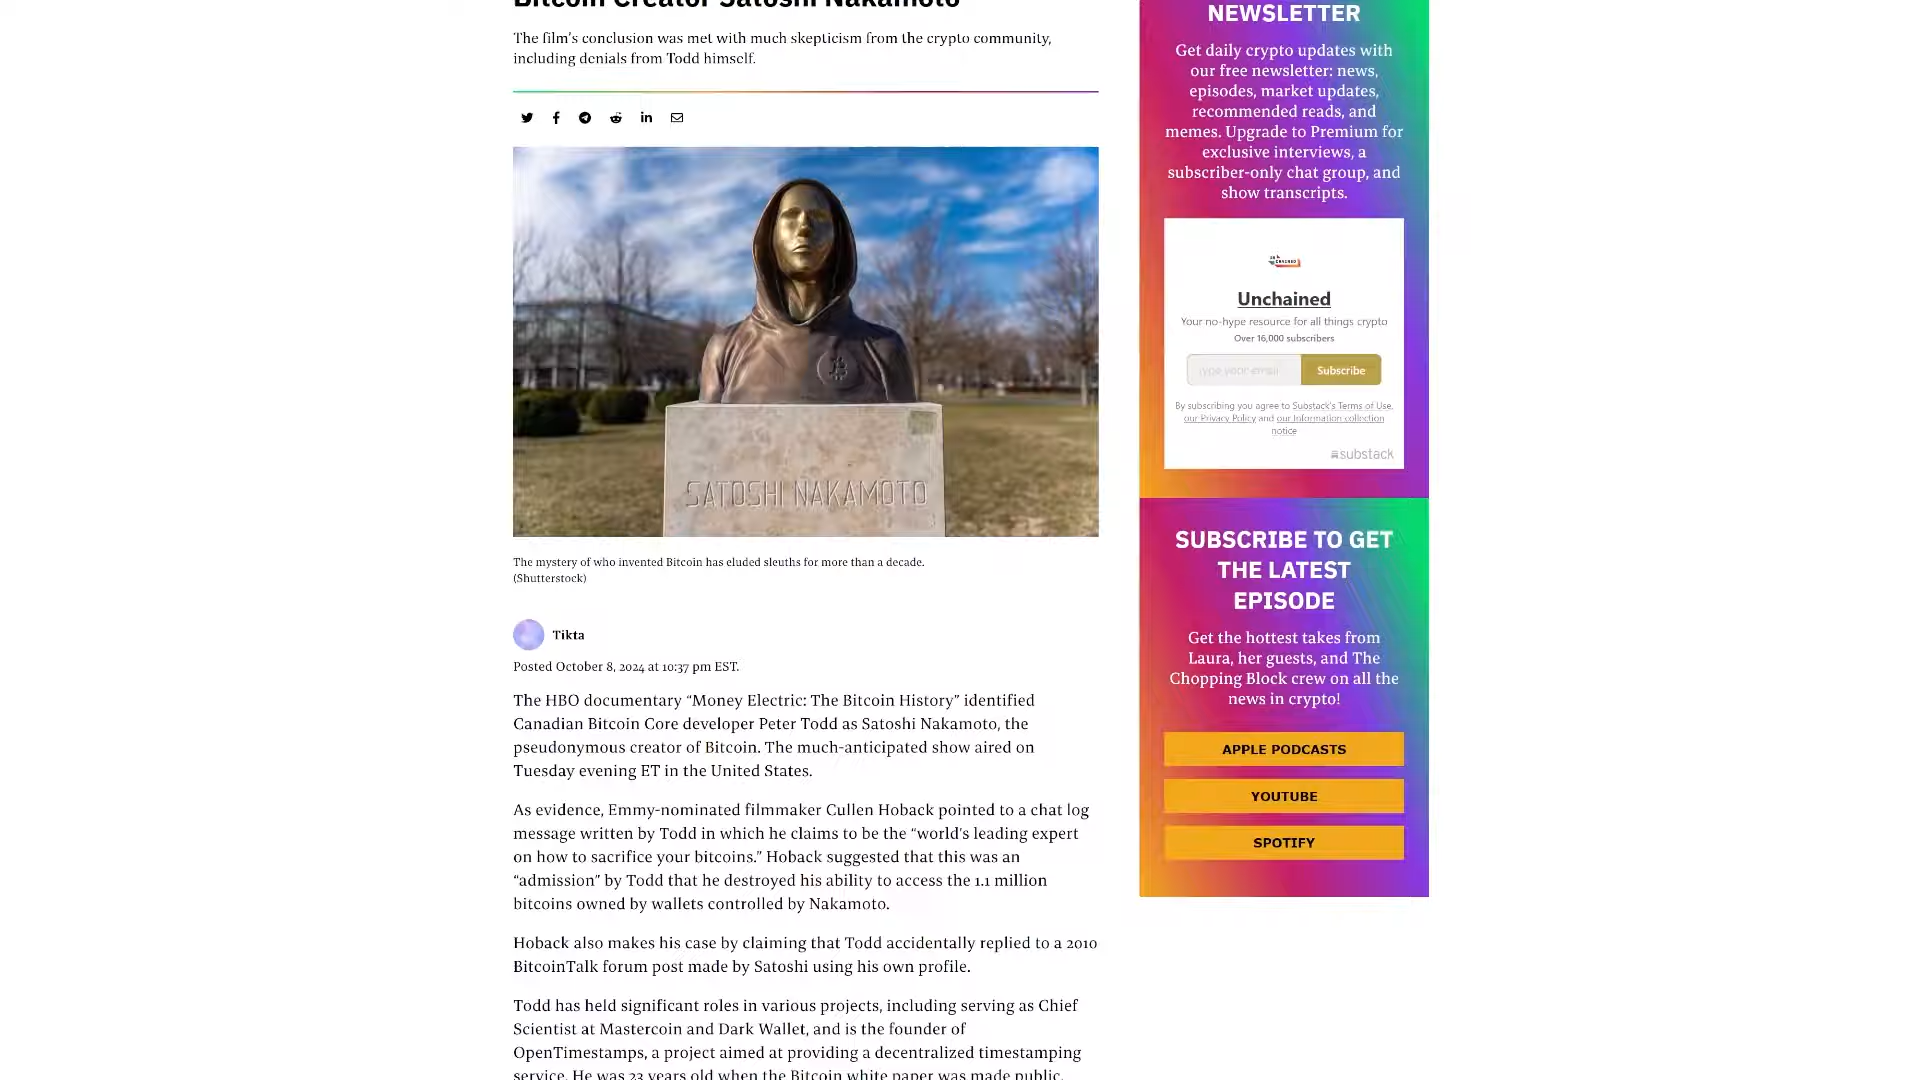 Bitcoin Creator Satoshi Nakamoto
The film's conclusion was met with much skepticism from the crypto community,
including denials from Todd himself.
SATOSHI NAKAMOTO
The mystery of who invented Bitcoin has eluded sleuths for more than a decade.
(Shutterstock)
Tikta
Posted October 8, 2024 at 10:37 pm EST.
The HBO documentary “Money Electric: The Bitcoin History” identified
Canadian Bitcoin Core developer Peter Todd as Satoshi Nakamoto, the
pseudonymous creator of Bitcoin. The much-anticipated show aired on
Tuesday evening ET in the United States.
As evidence, Emmy-nominated filmmaker Cullen Hoback pointed to a chat log
message written by Todd in which he claims to be the “world's leading expert
on how to sacrifice your bitcoins.” Hoback suggested that this was an
“admission” by Todd that he destroyed his ability to access the 1.1 million
bitcoins owned by wallets controlled by Nakamoto.
Hoback also makes his case by claiming that Todd accidentally replied to a 2010
BitcoinTalk forum post made by Satoshi using his own profile.
Todd has held significant roles in various projects, including serving as Chief
Scientist at Mastercoin and Dark Wallet, and is the founder of
OpenTimestamps, a project aimed at providing a decentralized timestamping
service. He was 23 years old when the Bitcoin white paper was made public.
NEWSLETTER
Get daily crypto updates with
our free newsletter: news,
episodes, market updates,
recommended reads, and
memes. Upgrade to Premium for
exclusive interviews, a
subscriber-only chat group, and
show transcripts.
Unchained
Your no-hype resource for all things crypto
Over 16,000 subscribers
Type your email
Subscribe
By subscribing you agree to Substack's Terms of Use,
our Privacy Policy and our Information collection
notice
substack
SUBSCRIBE TO GET
THE LATEST
EPISODE
Get the hottest takes from
Laura, her guests, and The
Chopping Block crew on all the
news in crypto!
APPLE PODCASTS
YOUTUBE
SPOTIFY